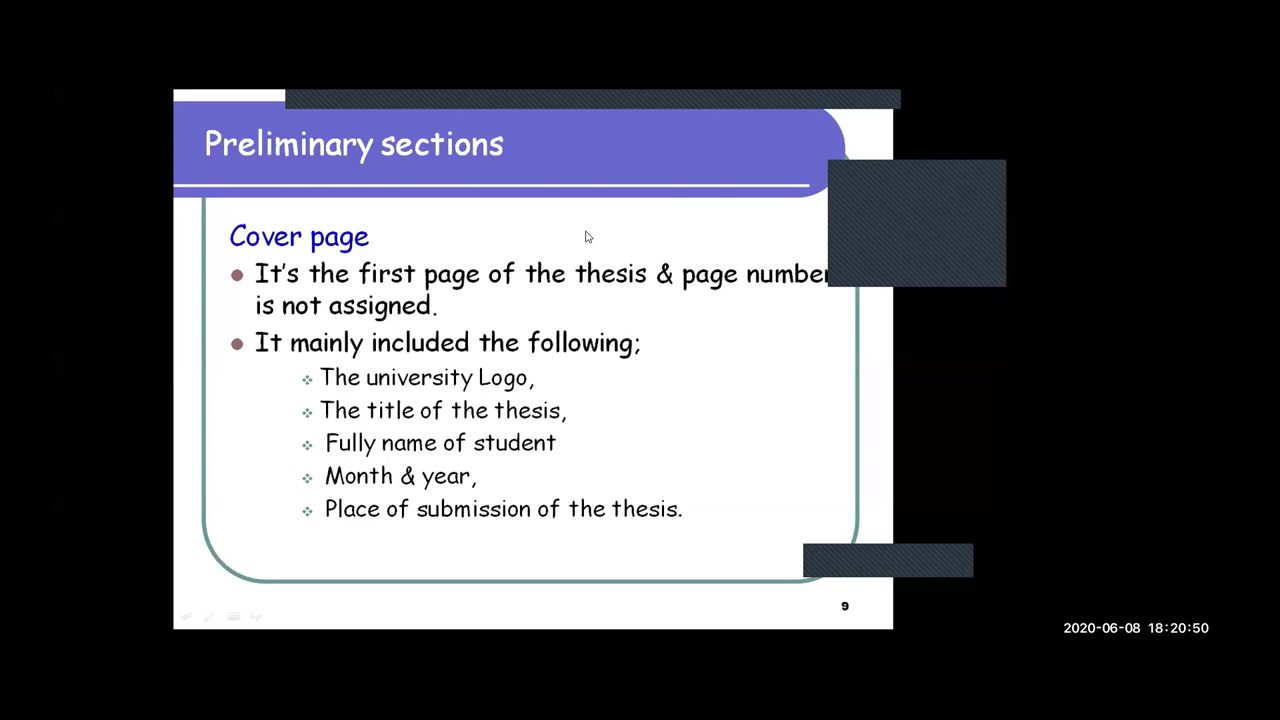 Preliminary sections
Cover page
It's the first page of the thesis & page number
is not assigned.
It mainly included the following;
The university Logo,
The title of the thesis,
Fully name of student
Month & year,
Place of submission of the thesis.
9
2020-06-08 18:20:50